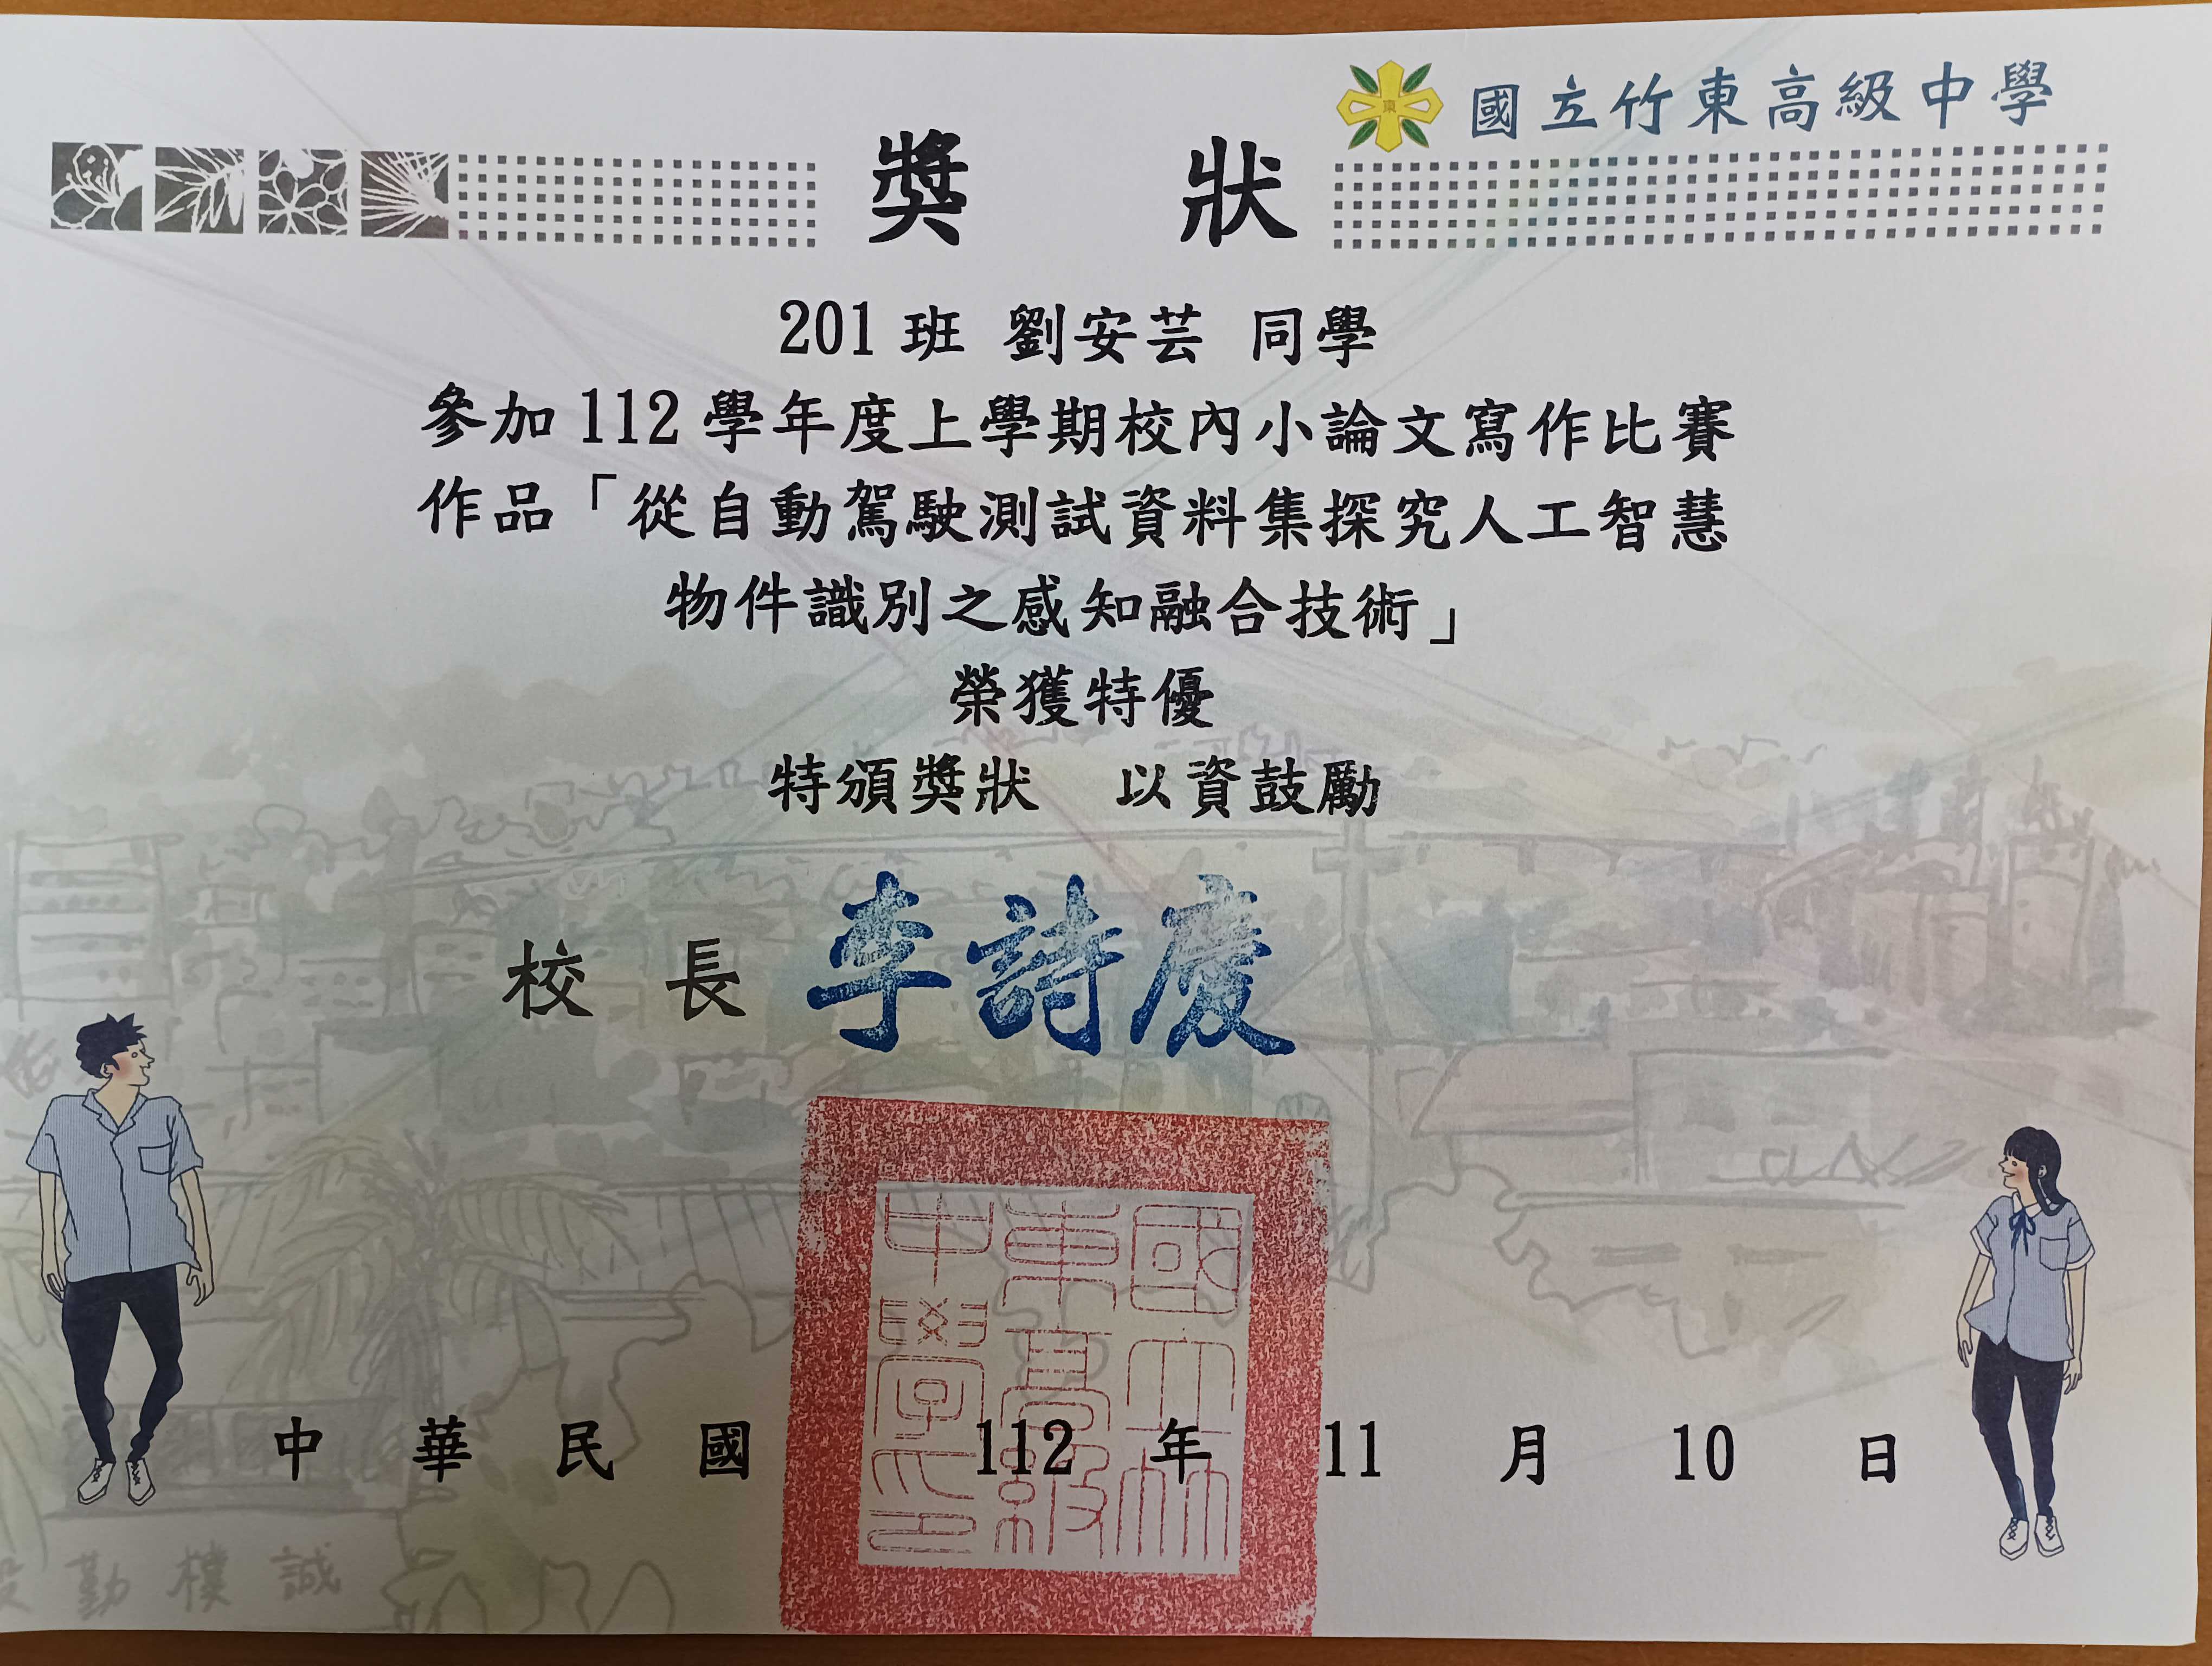 國立竹東高級中學
獎狀
201 班 劉安芸 同學
參加 112 學年度上學期校內小論文寫作比賽
作品「從自動駕駛測試資料集探究人工智慧
物件識別之感知融合技術」
榮獲特優
特頒獎狀 以資鼓勵
校長 李詩慶
國立竹東高級中學印
中華民國 112 年 11 月 10 日
誠樸勤